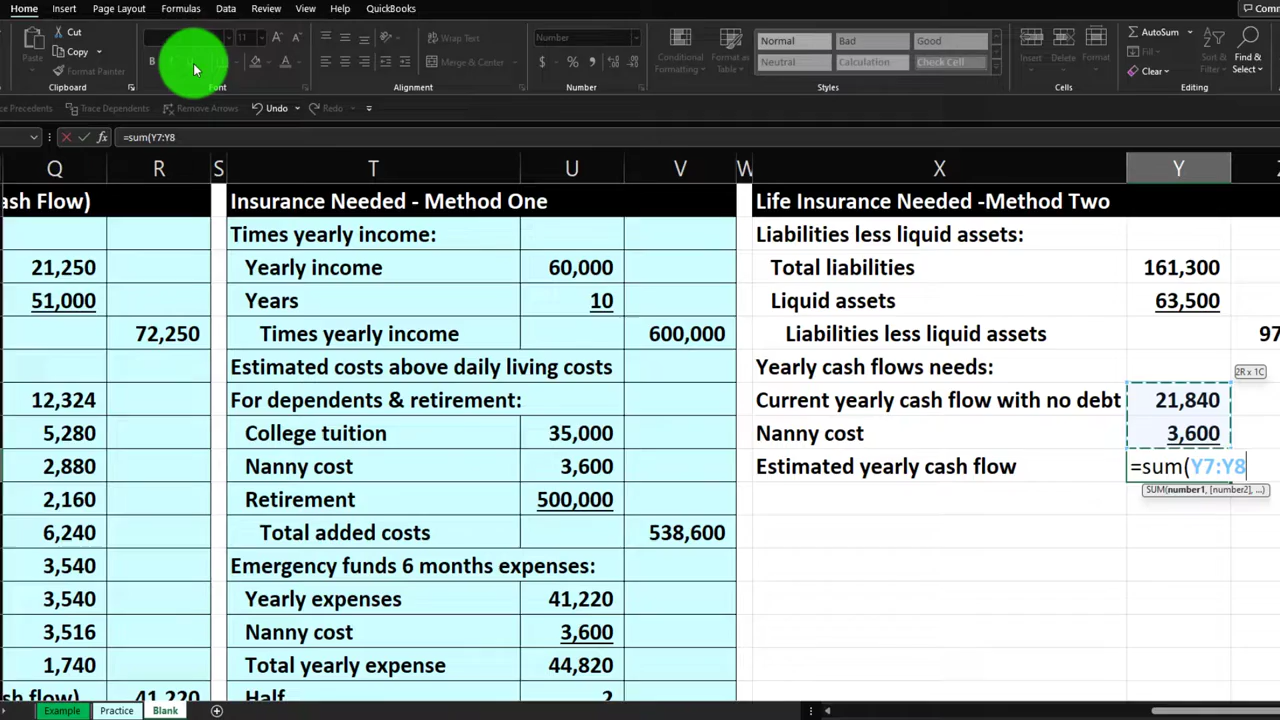 Home Insert Page Layout Formulas Data Review View Help QuickBooks Comm
Cut
Copy
Format Painter
Paste
Clipboard
11
B
Font
Wrap Text
Merge & Center
Alignment
Number
$ %
Number
Conditional Formatting
Format as Table
Normal Bad Good
Neutral Calculation Check Cell
Styles
Insert Delete Format
Cells
AutoSum
Fill
Clear
Sort & Filter
Find & Select
Editing
ce Precedents Trace Dependents Remove Arrows Undo Redo
fx =sum(Y7:Y8
Q R S T U V W X Y
ash Flow) Insurance Needed - Method One Life Insurance Needed -Method Two
Times yearly income: Liabilities less liquid assets:
21,250 Yearly income 60,000 Total liabilities 161,300
51,000 Years 10 Liquid assets 63,500
72,250 Times yearly income 600,000 Liabilities less liquid assets 97
Estimated costs above daily living costs Yearly cash flows needs: 2R x 1C
12,324 For dependents & retirement: Current yearly cash flow with no debt 21,840
5,280 College tuition 35,000 Nanny cost 3,600
2,880 Nanny cost 3,600 Estimated yearly cash flow =sum(Y7:Y8
2,160 Retirement 500,000 SUM(number1, [number2], ...)
6,240 Total added costs 538,600
3,540 Emergency funds 6 months expenses:
3,540 Yearly expenses 41,220
3,516 Nanny cost 3,600
1,740 Total yearly expense 44,820
sh flow) 41,220 Half 2
Example Practice Blank